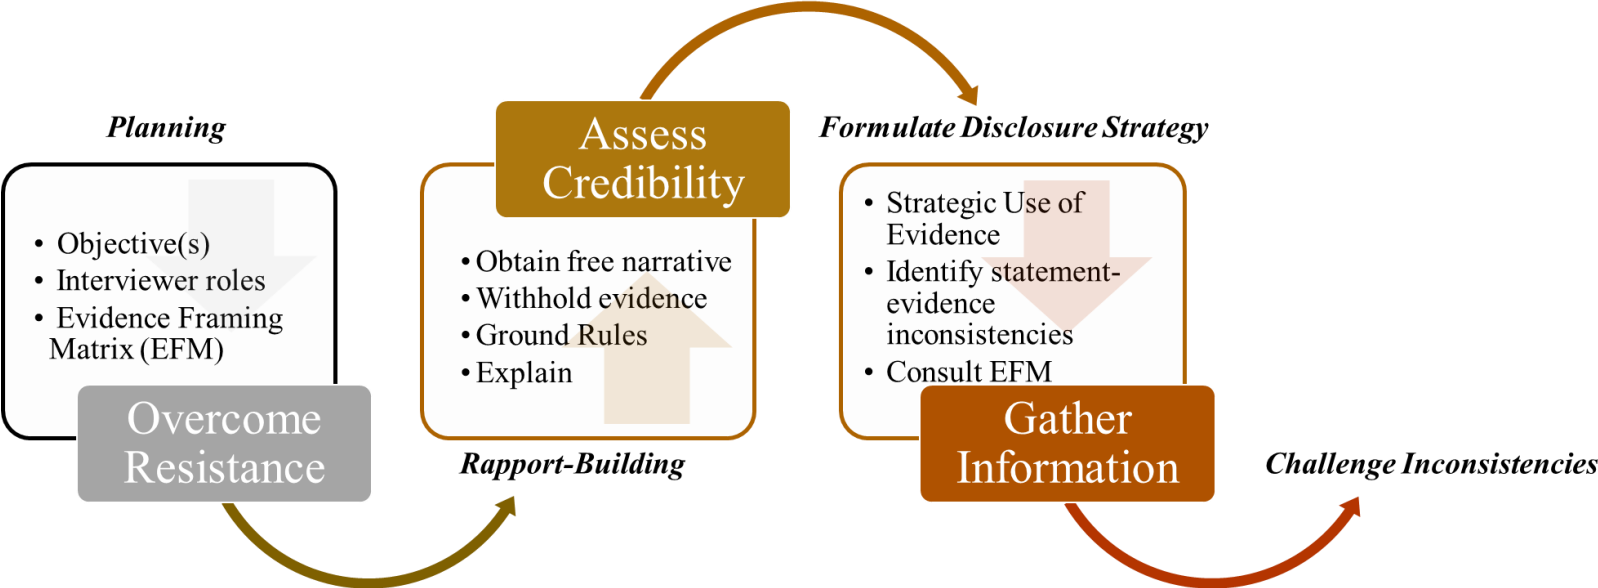 Planning
• Objective(s)
• Interviewer roles
• Evidence Framing
Matrix (EFM)
Overcome
Resistance
Assess
Credibility
• Obtain free narrative
• Withhold evidence
• Ground Rules
• Explain
Rapport-Building
Formulate Disclosure Strategy
• Strategic Use of
Evidence
• Identify statement-
evidence
inconsistencies
• Consult EFM
Gather
Information
Challenge Inconsistencies